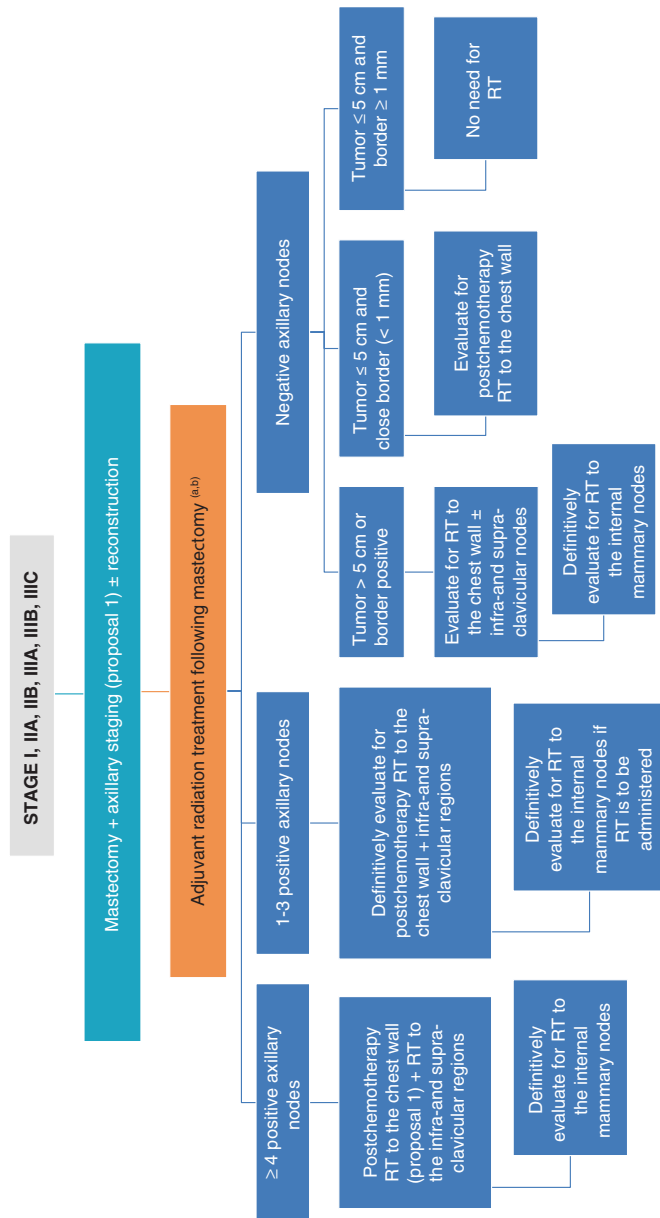 STAGE I, IIA, IIB, IIIA, IIIB, IIIC
Mastectomy + axillary staging (proposal 1) ± reconstruction
Adjuvant radiation treatment following mastectomy (a,b)
≥ 4 positive axillary
nodes
Postchemotherapy
RT to the chest wall
(proposal 1) + RT to
the infra-and supra-
clavicular regions
Definitively
evaluate for RT to
the internal
mammary nodes
1-3 positive axillary nodes
Definitively evaluate for
postchemotherapy RT to the
chest wall + infra-and supra-
clavicular regions
Definitively
evaluate for RT to
the internal
mammary nodes if
RT is to be
administered
Negative axillary nodes
Tumor > 5 cm or
border positive
Evaluate for RT to
the chest wall ±
infra-and supra-
clavicular nodes
Definitively
evaluate for RT to
the internal
mammary nodes
Tumor ≤ 5 cm and
close border (< 1 mm)
Evaluate for
postchemotherapy
RT to the chest wall
Tumor ≤ 5 cm and
border ≥ 1 mm
No need for
RT